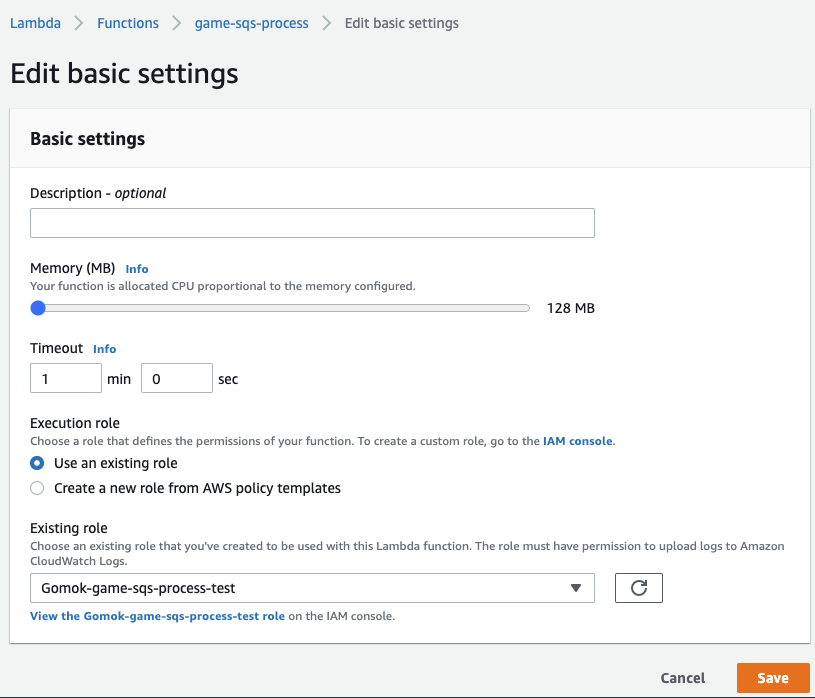 Lambda > Functions > game-sqs-process > Edit basic settings
Edit basic settings
Basic settings
Description - optional
Memory (MB) Info
Your function is allocated CPU proportional to the memory configured.
128 MB
Timeout Info
1 min 0 sec
Execution role
Choose a role that defines the permissions of your function. To create a custom role, go to the IAM console.
Use an existing role
Create a new role from AWS policy templates
Existing role
Choose an existing role that you've created to be used with this Lambda function. The role must have permission to upload logs to Amazon
CloudWatch Logs.
Gomok-game-sqs-process-test
View the Gomok-game-sqs-process-test role on the IAM console.
Cancel Save